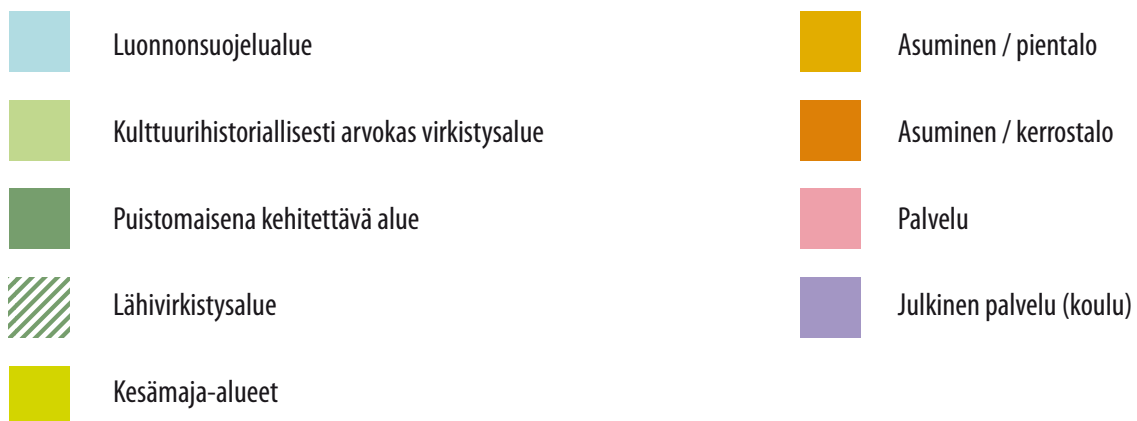 Luonnonsuojelualue
Kulttuurihistoriallisesti arvokas virkistysalue
Puistomaisena kehitettävä alue
Lähivirkistysalue
Kesämaja-alueet
Asuminen / pientalo
Asuminen / kerrostalo
Palvelu
Julkinen palvelu (koulu)